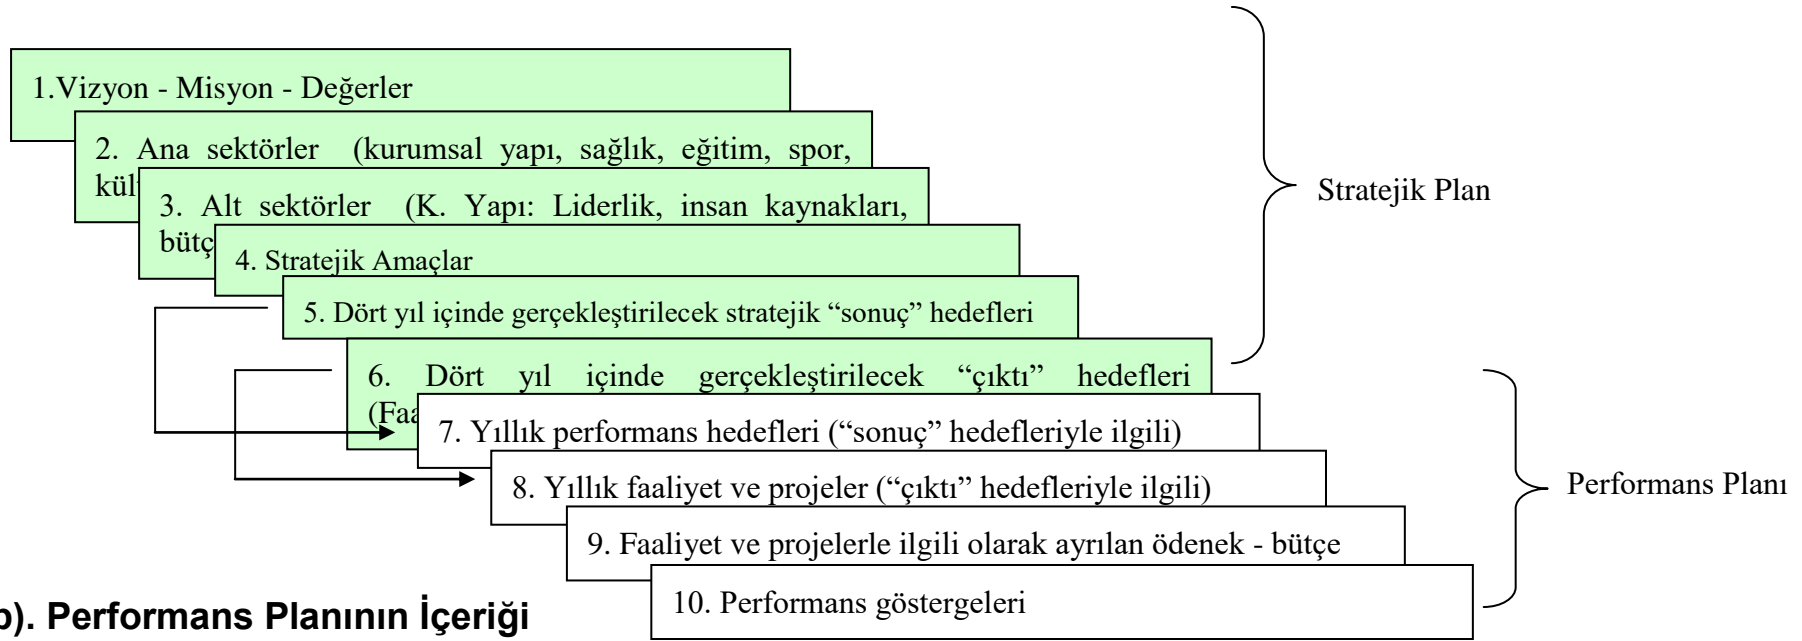 1.Vizyon - Misyon - Değerler
2. Ana sektörler (kurumsal yapı, sağlık, eğitim, spor,
3. Alt sektörler (K. Yapı: Liderlik, insan kaynakları,
4. Stratejik Amaçlar
5. Dört yıl içinde gerçekleştirilecek stratejik “sonuç” hedefleri
6. Dört yıl içinde gerçekleştirilecek “çıktı” hedefleri
7. Yıllık performans hedefleri (“sonuç” hedefleriyle ilgili)
8. Yıllık faaliyet ve projeler (“çıktı” hedefleriyle ilgili)
9. Faaliyet ve projelerle ilgili olarak ayrılan ödenek - bütçe
10. Performans göstergeleri
Stratejik Plan
Performans Planı
b). Performans Planının İçeriği